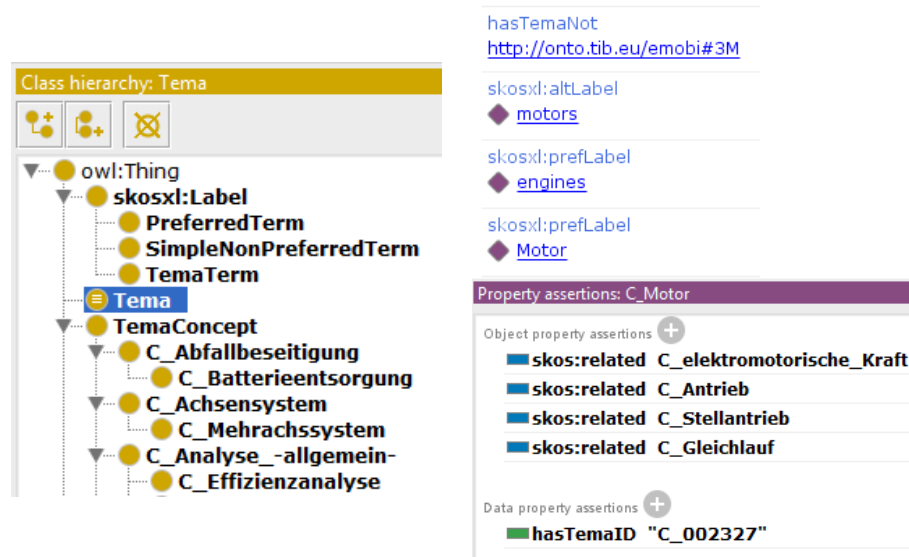 Class hierarchy: Tema
owl:Thing
skosxl:Label
PreferredTerm
SimpleNonPreferredTerm
TemaTerm
Tema
TemaConcept
C_Abfallbeseitigung
C_Batterieentsorgung
C_Achsensystem
C_Mehrachssystem
C_Analyse_-allgemein-
C_Effizienzanalyse
hasTemaNot
http://onto.tib.eu/emobi#3M
skosxl:altLabel
motors
skosxl:prefLabel
engines
skosxl:prefLabel
Motor
Property assertions: C_Motor
Object property assertions
skos:related C_elektromotorische_Kraft
skos:related C_Antrieb
skos:related C_Stellantrieb
skos:related C_Gleichlauf
Data property assertions
hasTemaID "C_002327"